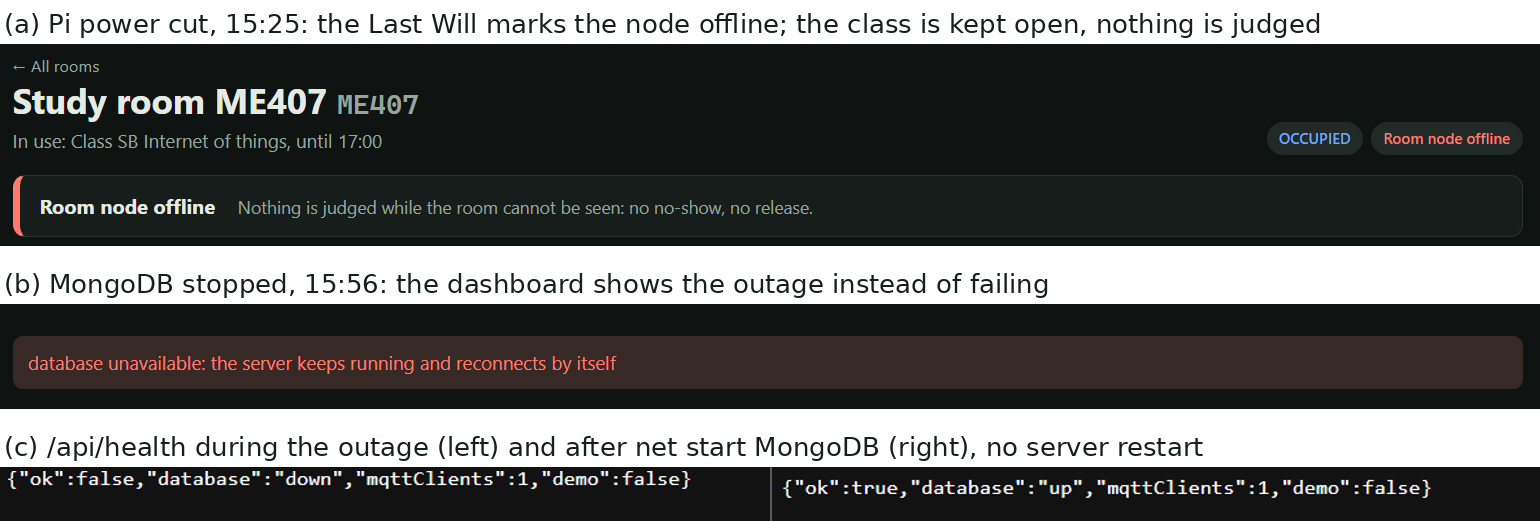 (a) Pi power cut, 15:25: the Last Will marks the node offline; the class is kept open, nothing is judged
← All rooms
Study room ME407 ME407
In use: Class SB Internet of things, until 17:00
OCCUPIED
Room node offline
Room node offline Nothing is judged while the room cannot be seen: no no-show, no release.
(b) MongoDB stopped, 15:56: the dashboard shows the outage instead of failing
database unavailable: the server keeps running and reconnects by itself
(c) /api/health during the outage (left) and after net start MongoDB (right), no server restart
{"ok":false,"database":"down","mqttClients":1,"demo":false}
{"ok":true,"database":"up","mqttClients":1,"demo":false}